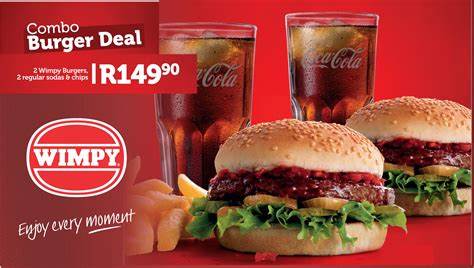 Combo
Burger Deal
2 Wimpy Burgers,
2 regular sodas & chips
R149⁹⁰
WIMPY
Enjoy every moment
Coca-Cola
Coca-Cola